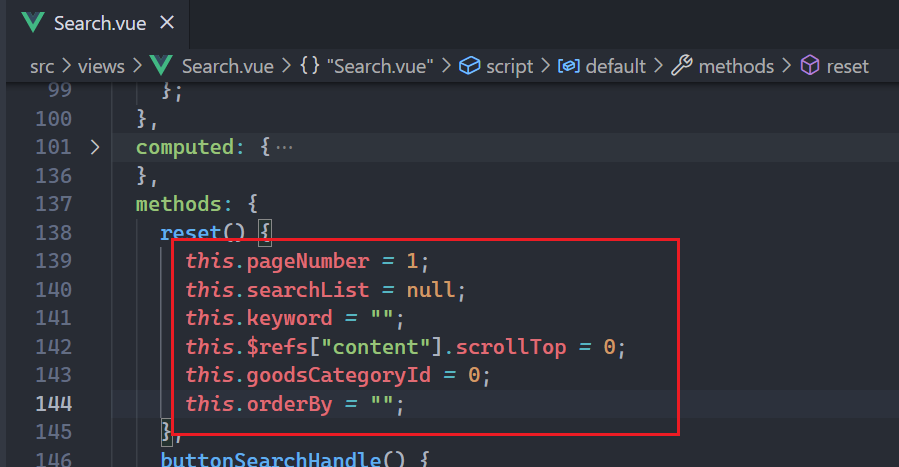 Search.vue ×
src > views > Search.vue > {} "Search.vue" > script > default > methods > reset
99 };
100 },
101 > computed: { ···
136 },
137 methods: {
138 reset() {
139 this.pageNumber = 1;
140 this.searchList = null;
141 this.keyword = "";
142 this.$refs["content"].scrollTop = 0;
143 this.goodsCategoryId = 0;
144 this.orderBy = "";
145 },
146 buttonSearchHandle() {